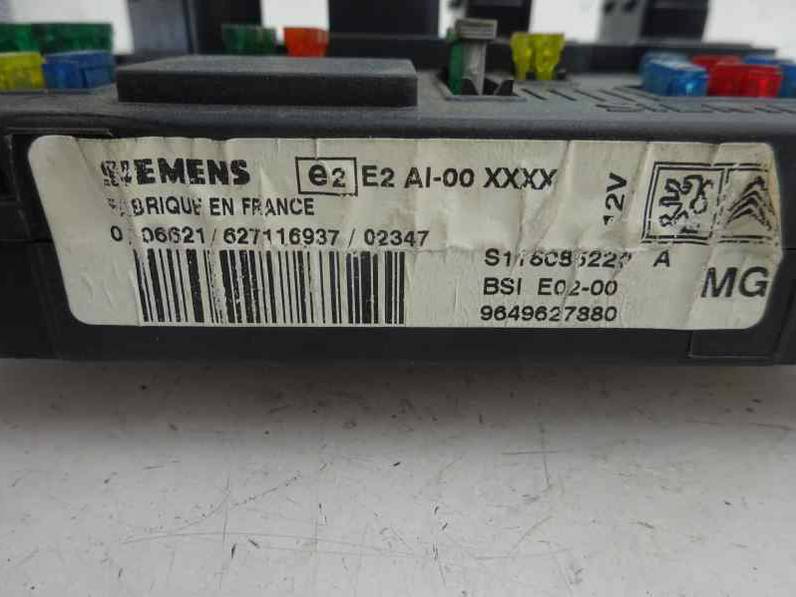 SIEMENS e2 E2 AI-00 XXXX
FABRIQUE EN FRANCE
06621/627116937/02347
12V
A
BSI E02-00
9649627880
MG